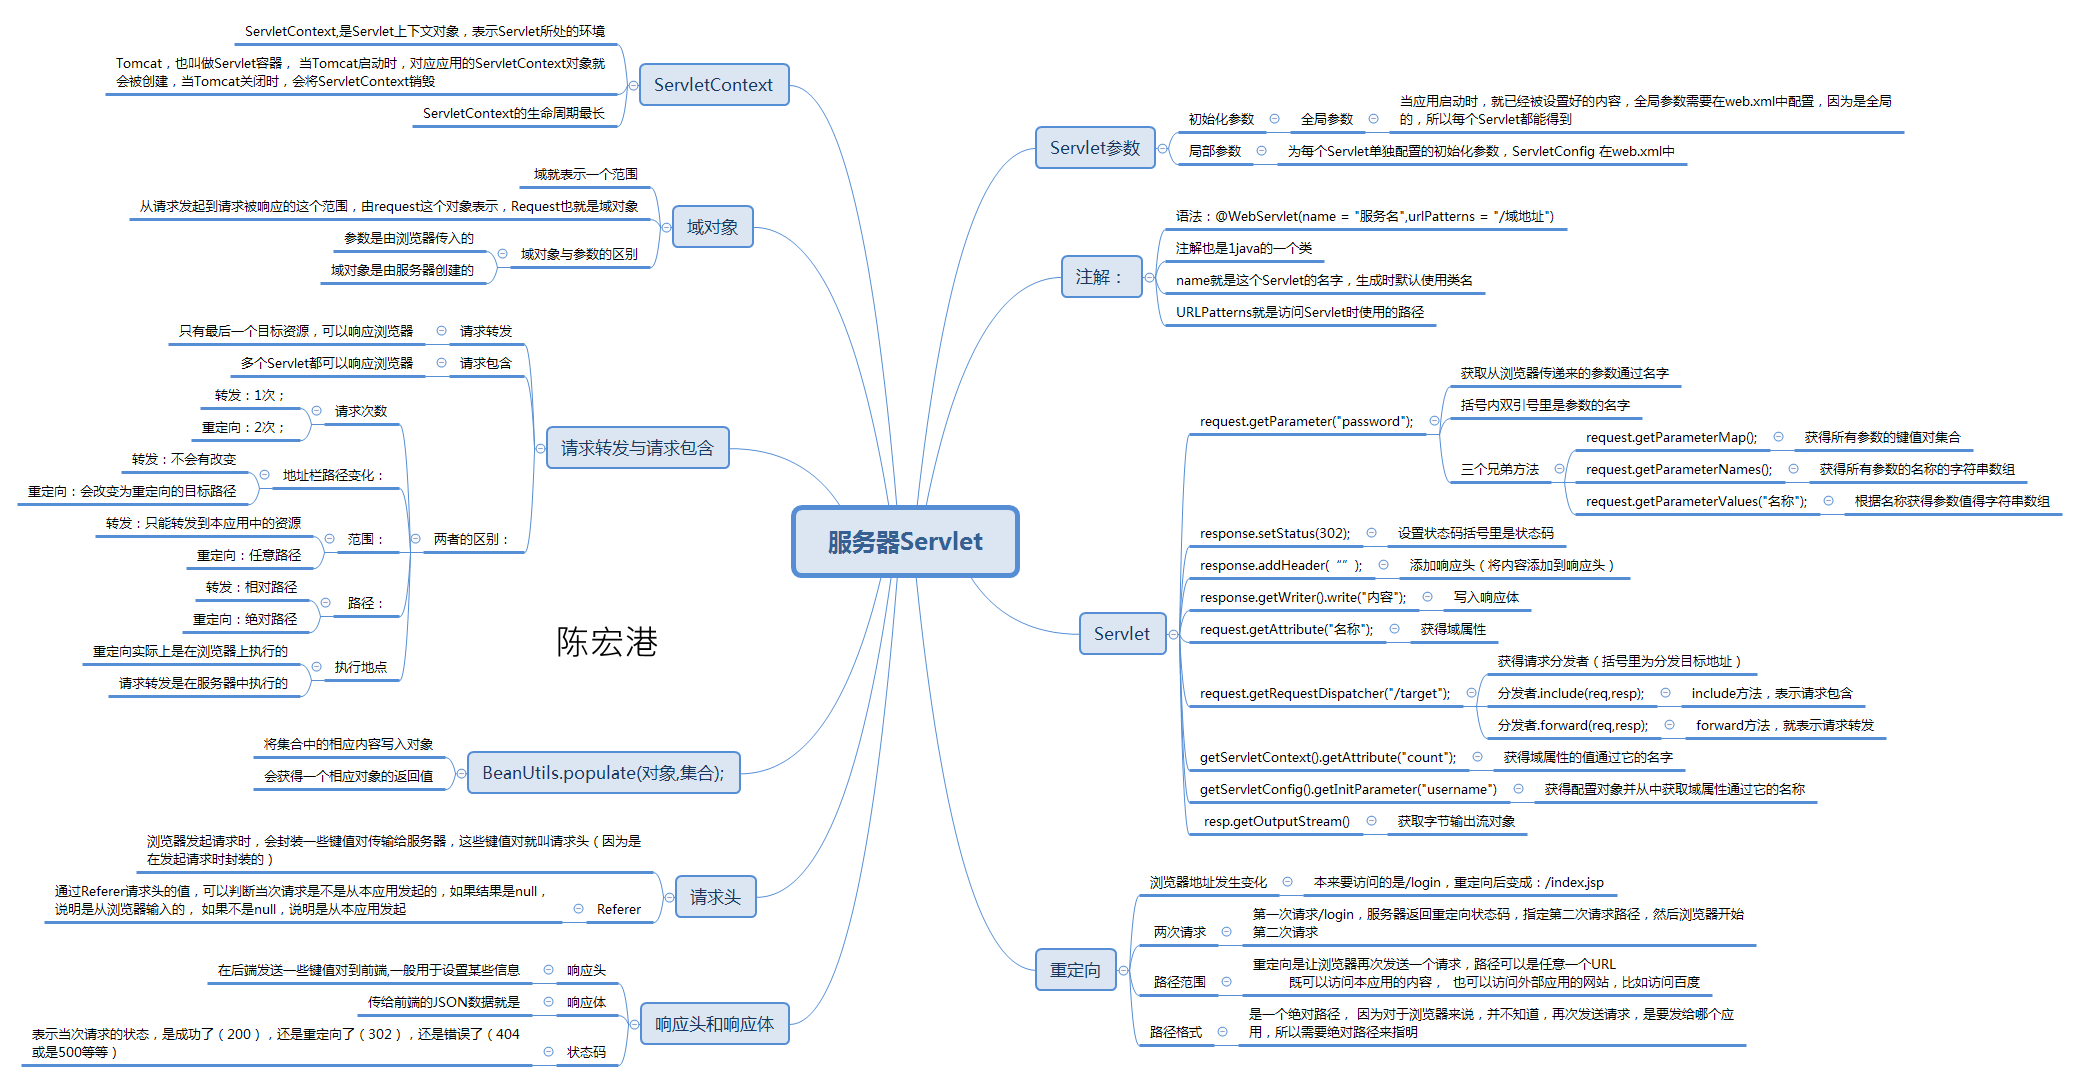 服务器Servlet
ServletContext
ServletContext,是Servlet上下文对象，表示Servlet所处的环境
Tomcat，也叫做Servlet容器， 当Tomcat启动时，对应应用的ServletContext对象就
会被创建，当Tomcat关闭时，会将ServletContext销毁
ServletContext的生命周期最长
域对象
域就表示一个范围
从请求发起到请求被响应的这个范围，由request这个对象表示，Request也就是域对象
域对象与参数的区别
参数是由浏览器传入的
域对象是由服务器创建的
请求转发与请求包含
请求转发
只有最后一个目标资源，可以响应浏览器
请求包含
多个Servlet都可以响应浏览器
两者的区别：
请求次数
转发：1次；
重定向：2次；
地址栏路径变化：
转发：不会有改变
重定向：会改变为重定向的目标路径
范围：
转发：只能转发到本应用中的资源
重定向：任意路径
路径：
转发：相对路径
重定向：绝对路径
执行地点
重定向实际上是在浏览器上执行的
请求转发是在服务器中执行的
陈宏港
BeanUtils.populate(对象,集合);
将集合中的相应内容写入对象
会获得一个相应对象的返回值
请求头
浏览器发起请求时，会封装一些键值对传输给服务器，这些键值对就叫请求头（因为是
在发起请求时封装的）
Referer
通过Referer请求头的值，可以判断当次请求是不是从本应用发起的，如果结果是null，
说明是从浏览器输入的， 如果不是null，说明是从本应用发起
响应头和响应体
响应头
在后端发送一些键值对到前端,一般用于设置某些信息
响应体
传给前端的JSON数据就是
状态码
表示当次请求的状态，是成功了（200），还是重定向了（302），还是错误了（404
或是500等等）
Servlet参数
初始化参数
全局参数
当应用启动时，就已经被设置好的内容，全局参数需要在web.xml中配置，因为是全局
的，所以每个Servlet都能得到
局部参数
为每个Servlet单独配置的初始化参数，ServletConfig 在web.xml中
注解：
语法：@WebServlet(name = "服务名",urlPatterns = "/域地址")
注解也是1java的一个类
name就是这个Servlet的名字，生成时默认使用类名
URLPatterns就是访问Servlet时使用的路径
Servlet
request.getParameter("password");
获取从浏览器传递来的参数通过名字
括号内双引号里是参数的名字
三个兄弟方法
request.getParameterMap();
获得所有参数的键值对集合
request.getParameterNames();
获得所有参数的名称的字符串数组
request.getParameterValues("名称");
根据名称获得参数值得字符串数组
response.setStatus(302);
设置状态码括号里是状态码
response.addHeader(“”);
添加响应头（将内容添加到响应头）
response.getWriter().write("内容");
写入响应体
request.getAttribute("名称");
获得域属性
request.getRequestDispatcher("/target");
获得请求分发者（括号里为分发目标地址）
分发者.include(req,resp);
include方法，表示请求包含
分发者.forward(req,resp);
forward方法，就表示请求转发
getServletContext().getAttribute("count");
获得域属性的值通过它的名字
getServletConfig().getInitParameter("username")
获得配置对象并从中获取域属性通过它的名称
resp.getOutputStream()
获取字节输出流对象
重定向
浏览器地址发生变化
本来要访问的是/login，重定向后变成：/index.jsp
两次请求
第一次请求/login，服务器返回重定向状态码，指定第二次请求路径，然后浏览器开始
第二次请求
路径范围
重定向是让浏览器再次发送一个请求，路径可以是任意一个URL
既可以访问本应用的内容， 也可以访问外部应用的网站，比如访问百度
路径格式
是一个绝对路径， 因为对于浏览器来说，并不知道，再次发送请求，是要发给哪个应
用，所以需要绝对路径来指明